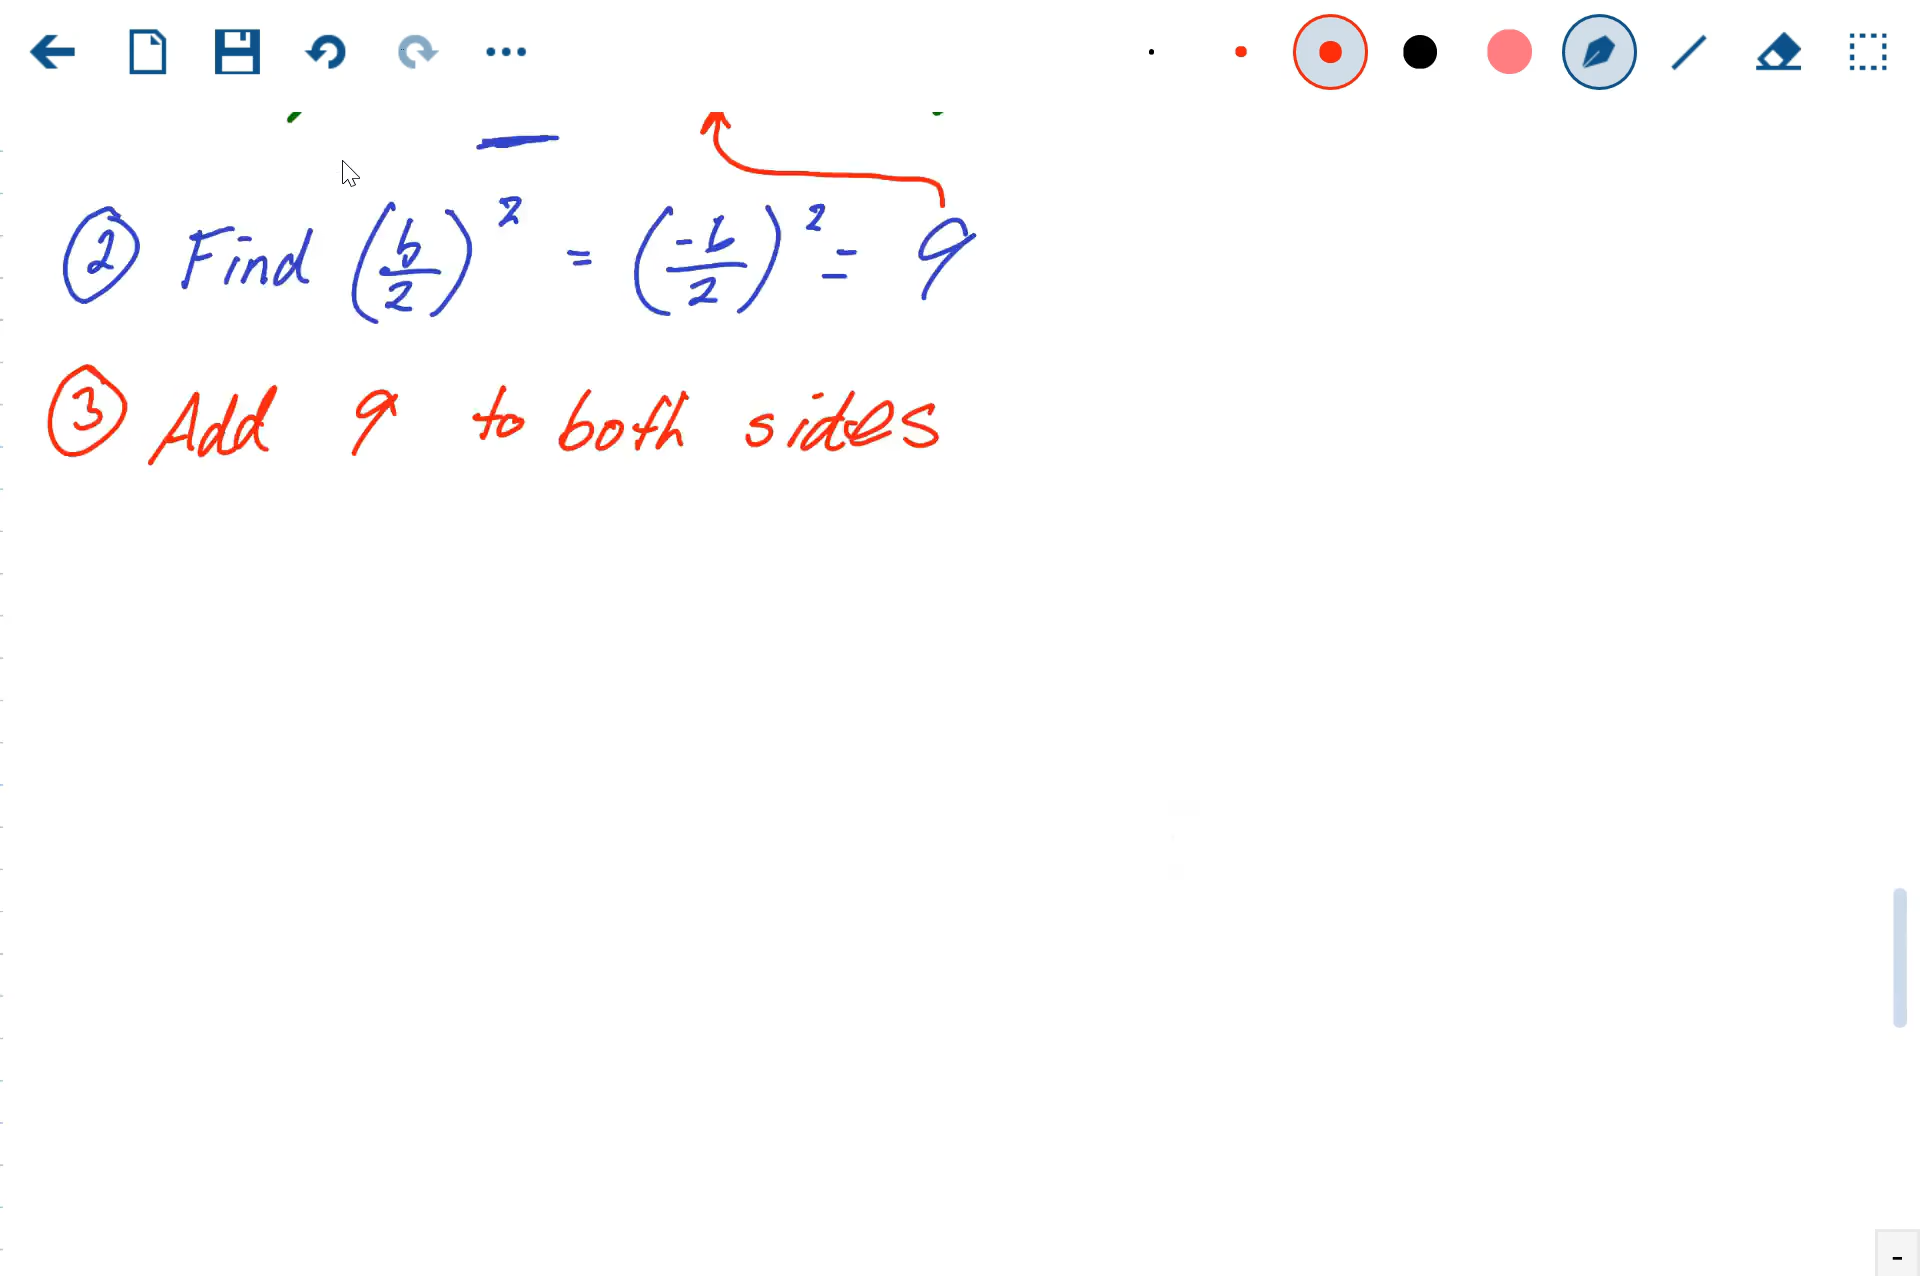 ② Find (b/2)² = (-6/2)² = 9
③ Add 9 to both sides